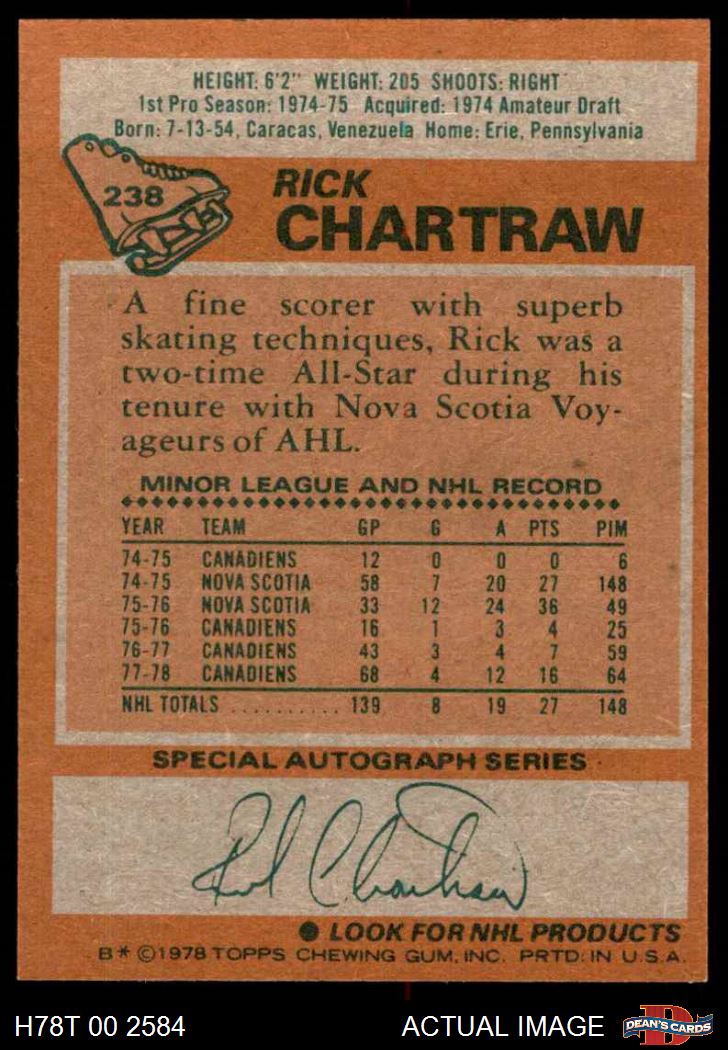 HEIGHT: 6'2" WEIGHT: 205 SHOOTS: RIGHT
1st Pro Season: 1974-75 Acquired: 1974 Amateur Draft
Born: 7-13-54, Caracas, Venezuela Home: Erie, Pennsylvania
238
RICK
CHARTRAW
A fine scorer with superb
skating techniques, Rick was a
two-time All-Star during his
tenure with Nova Scotia Voy-
ageurs of AHL.
MINOR LEAGUE AND NHL RECORD
YEAR TEAM GP G A PTS PIM
74-75 CANADIENS 12 0 0 0 6
74-75 NOVA SCOTIA 58 7 20 27 148
75-76 NOVA SCOTIA 33 12 24 36 49
75-76 CANADIENS 16 1 3 4 25
76-77 CANADIENS 43 3 4 7 59
77-78 CANADIENS 68 4 12 16 64
NHL TOTALS .......... 139 8 19 27 148
SPECIAL AUTOGRAPH SERIES
Rick Chartraw
● LOOK FOR NHL PRODUCTS
B* ©1978 TOPPS CHEWING GUM, INC. PRTD. IN U.S.A.
H78T 00 2584 ACTUAL IMAGE DEAN'S CARDS